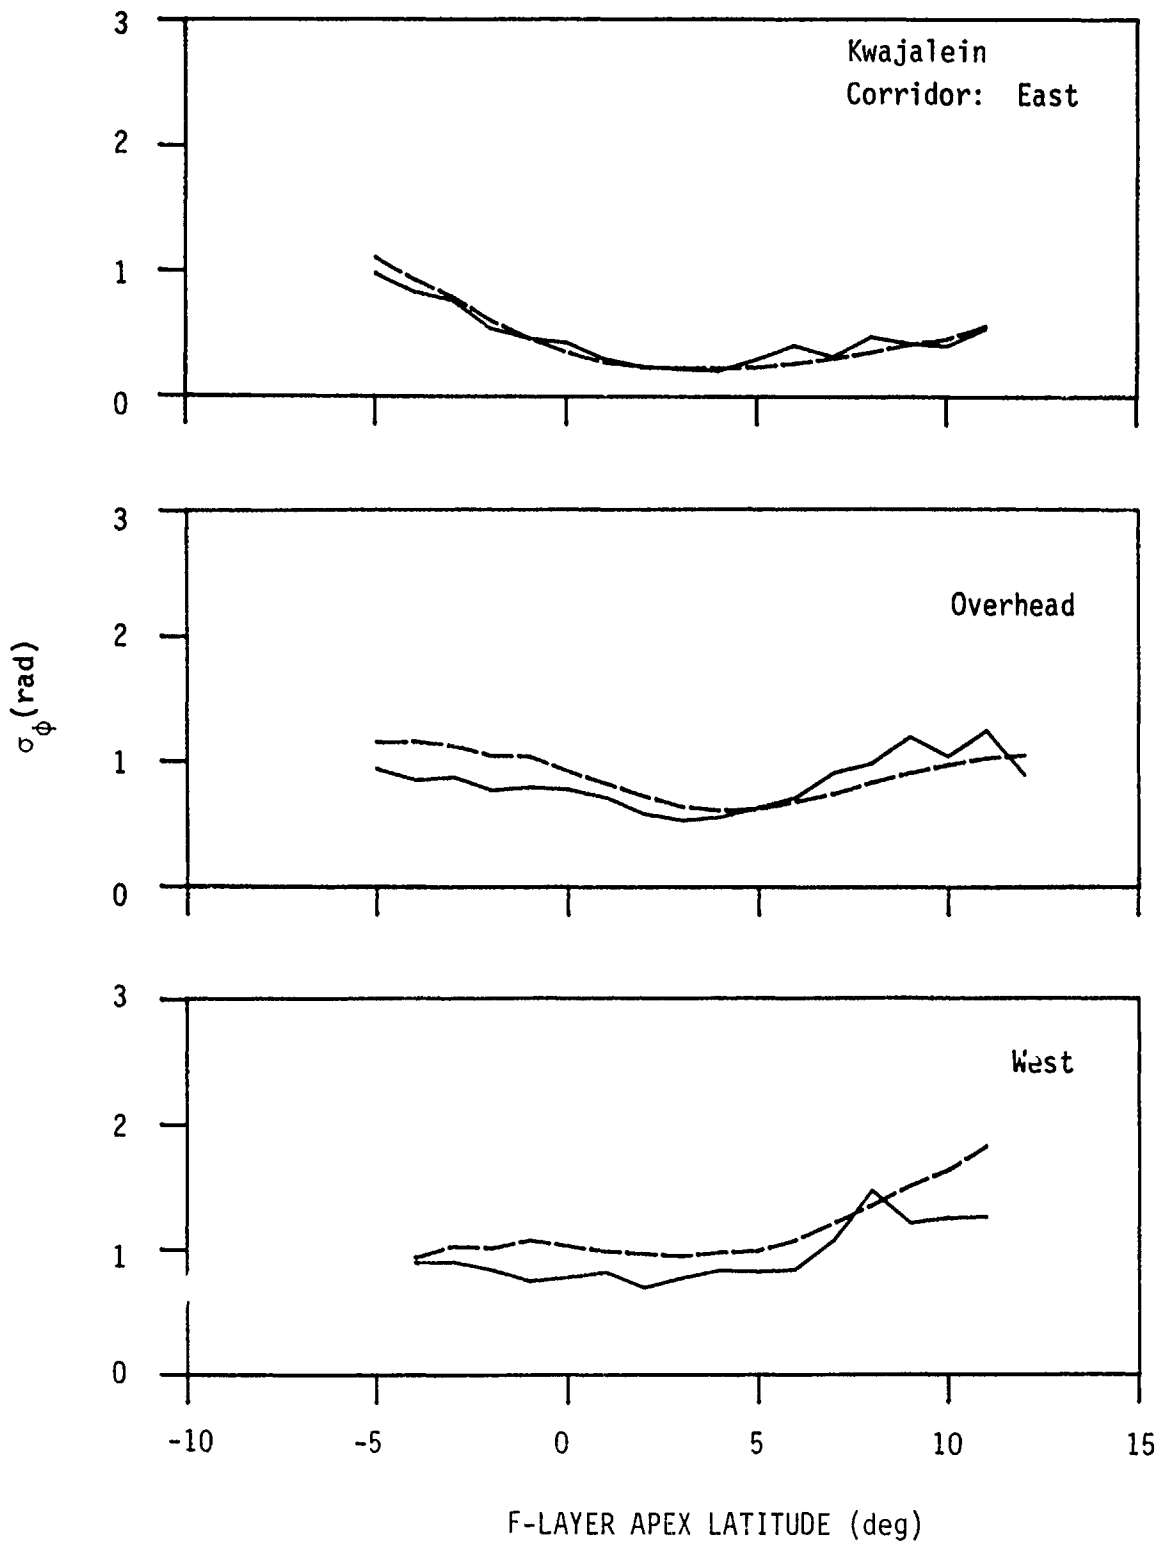 3
Kwajalein
Corridor: East
2
1
0
3
Overhead
2
σφ(rad)
1
0
3
West
2
1
0
-10 -5 0 5 10 15
F-LAYER APEX LATITUDE (deg)